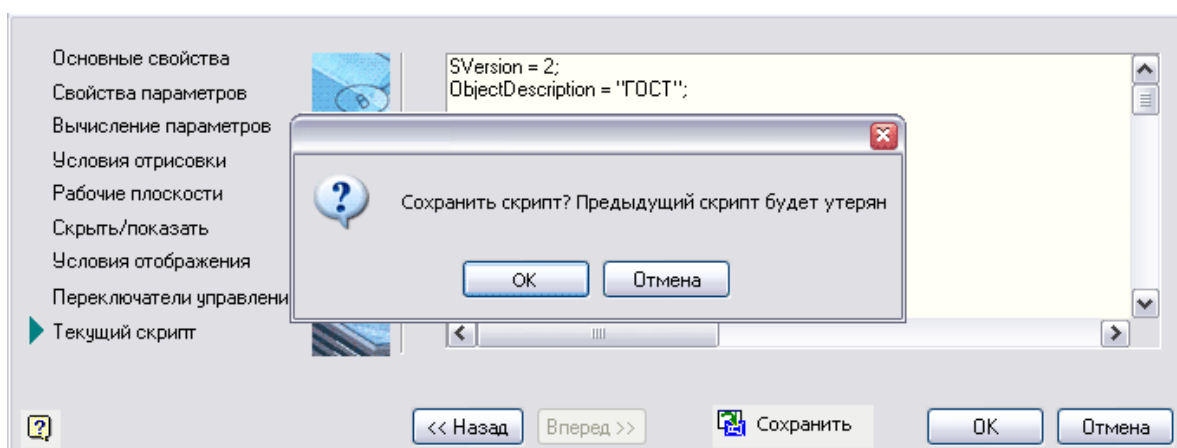 Основные свойства
Свойства параметров
Вычисление параметров
Условия отрисовки
Рабочие плоскости
Скрыть/показать
Условия отображения
Переключатели управлени
Текущий скрипт
SVersion = 2;
ObjectDescription = "ГОСТ";
Сохранить скрипт? Предыдущий скрипт будет утерян
OK
Отмена
<< Назад
Вперед >>
Сохранить
OK
Отмена